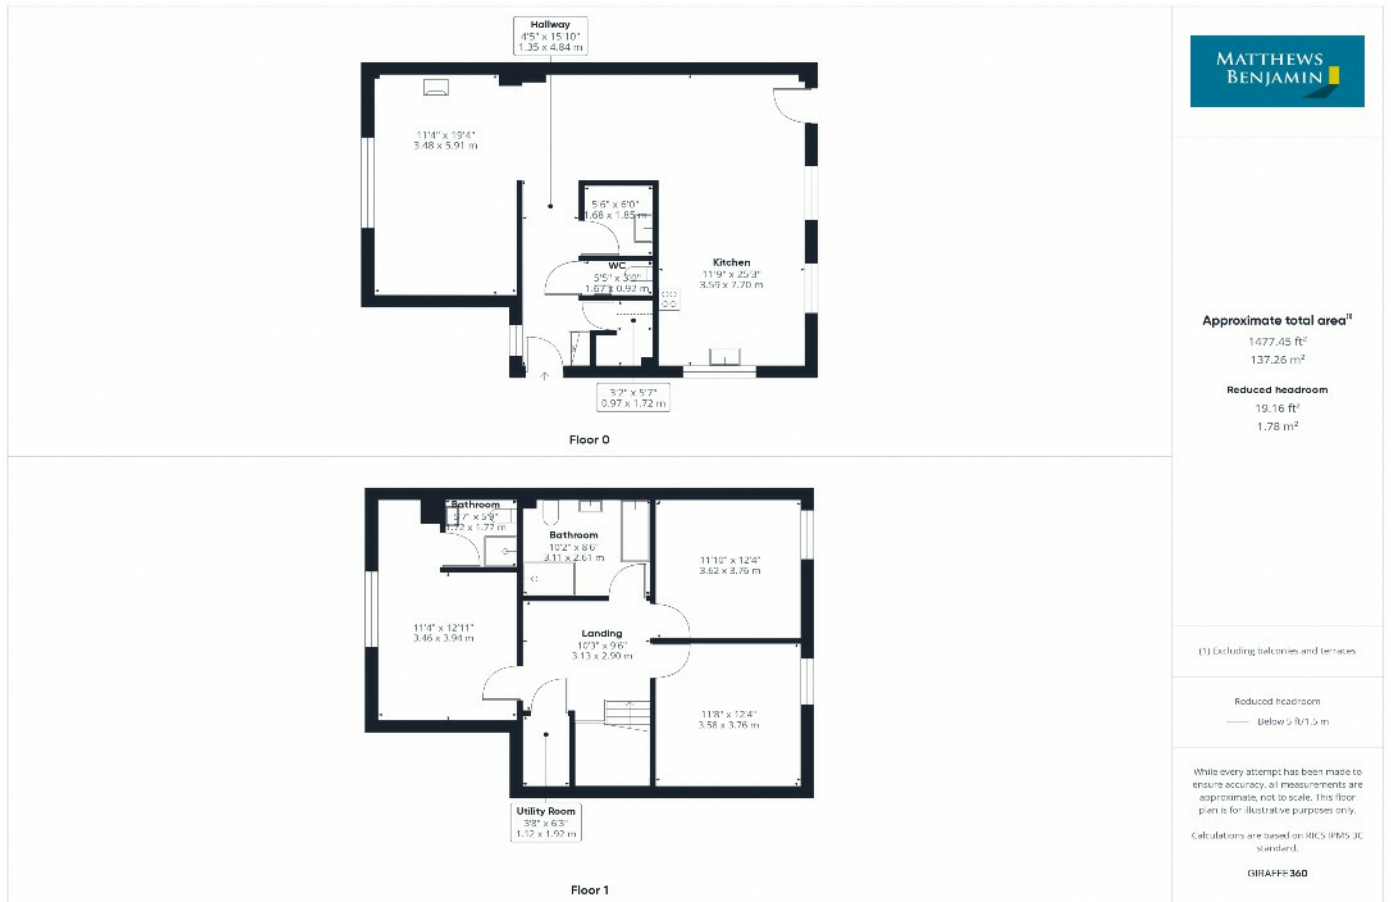 Hallway
4'5" x 15'10"
1.35 x 4.84 m
11'4" x 19'4"
3.48 x 5.91 m
5'6" x 6'0"
1.68 x 1.85 m
WC
5'5" x 3'0"
1.67 x 0.92 m
Kitchen
11'9" x 25'3"
3.59 x 7.70 m
3'2" x 5'7"
0.97 x 1.72 m
Floor 0
Bathroom
5'7" x 5'9"
1.72 x 1.77 m
Bathroom
10'2" x 8'6"
3.11 x 2.61 m
11'10" x 12'4"
3.62 x 3.76 m
11'4" x 12'11"
3.46 x 3.94 m
Landing
10'3" x 9'6"
3.13 x 2.90 m
11'8" x 12'4"
3.58 x 3.76 m
Utility Room
3'8" x 6'3"
1.12 x 1.92 m
Floor 1
MATTHEWS
BENJAMIN
Approximate total area(1)
1477.45 ft²
137.26 m²
Reduced headroom
19.16 ft²
1.78 m²
(1) Excluding balconies and terraces
Reduced headroom
Below 5 ft/1.5 m
While every attempt has been made to
ensure accuracy, all measurements are
approximate, not to scale. This floor
plan is for illustrative purposes only.
Calculations are based on RICS IPMS 3C
standard.
GIRAFFE360